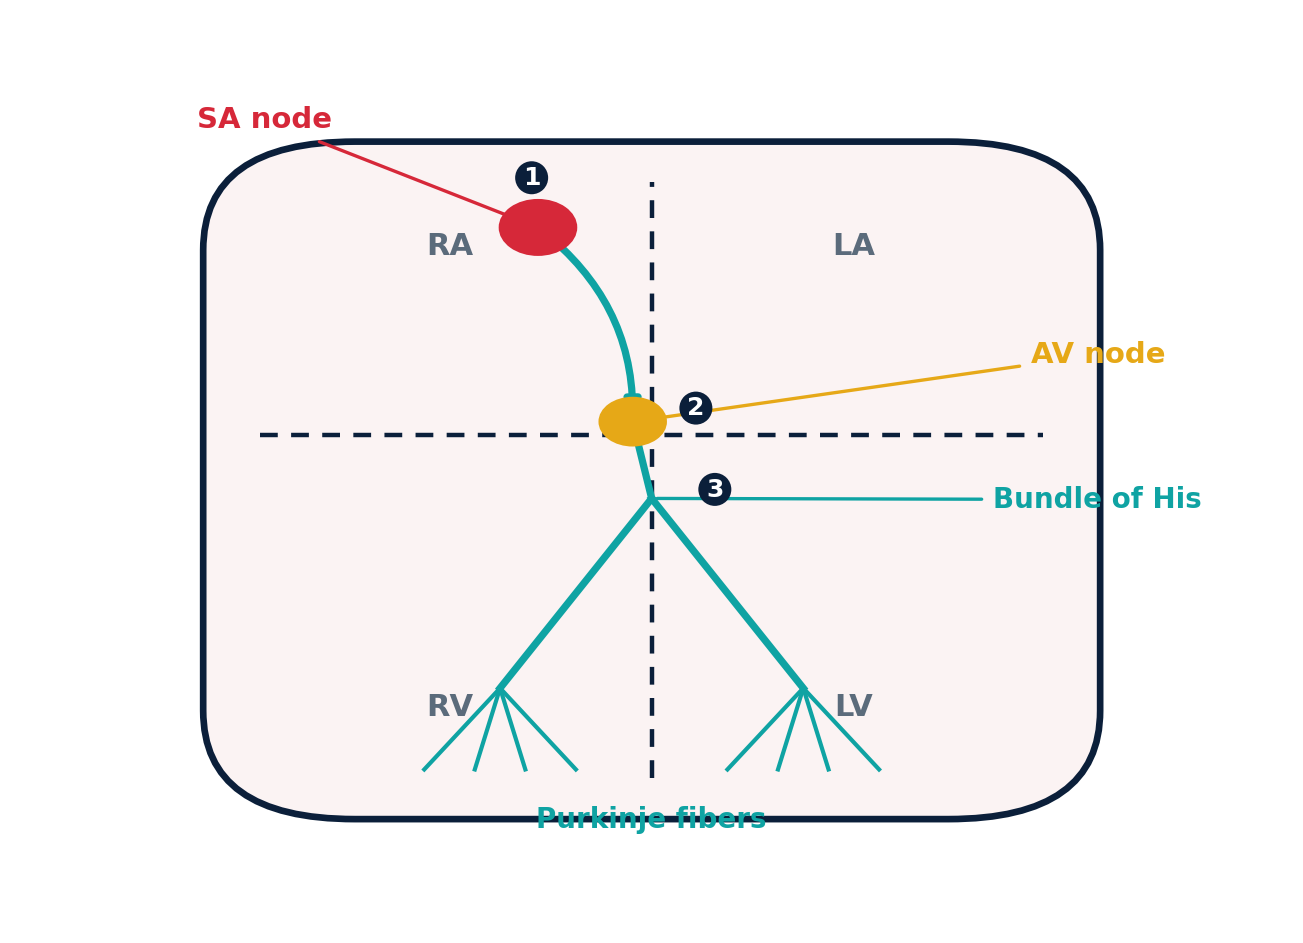 SA node
1
RA
LA
AV node
2
3
Bundle of His
RV
LV
Purkinje fibers